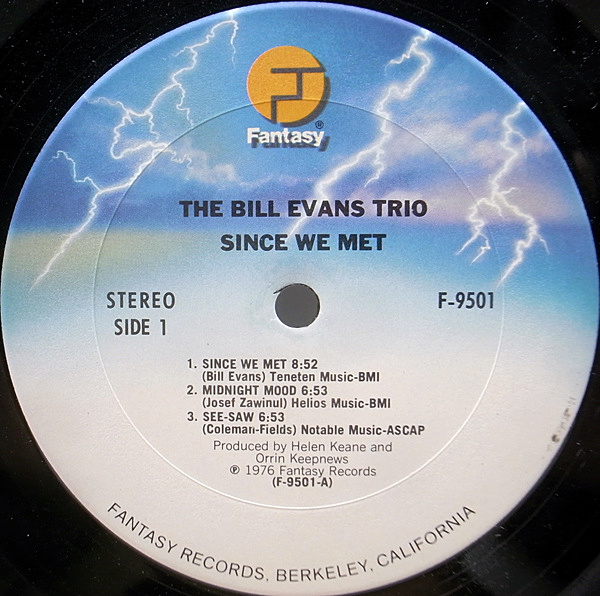 Fantasy®
THE BILL EVANS TRIO
SINCE WE MET
STEREO
SIDE 1
F-9501
1. SINCE WE MET 8:52
(Bill Evans) Teneten Music-BMI
2. MIDNIGHT MOOD 6:53
(Josef Zawinul) Helios Music-BMI
3. SEE-SAW 6:53
(Coleman-Fields) Notable Music-ASCAP
Produced by Helen Keane and
Orrin Keepnews
℗ 1976 Fantasy Records
(F-9501-A)
FANTASY RECORDS, BERKELEY, CALIFORNIA